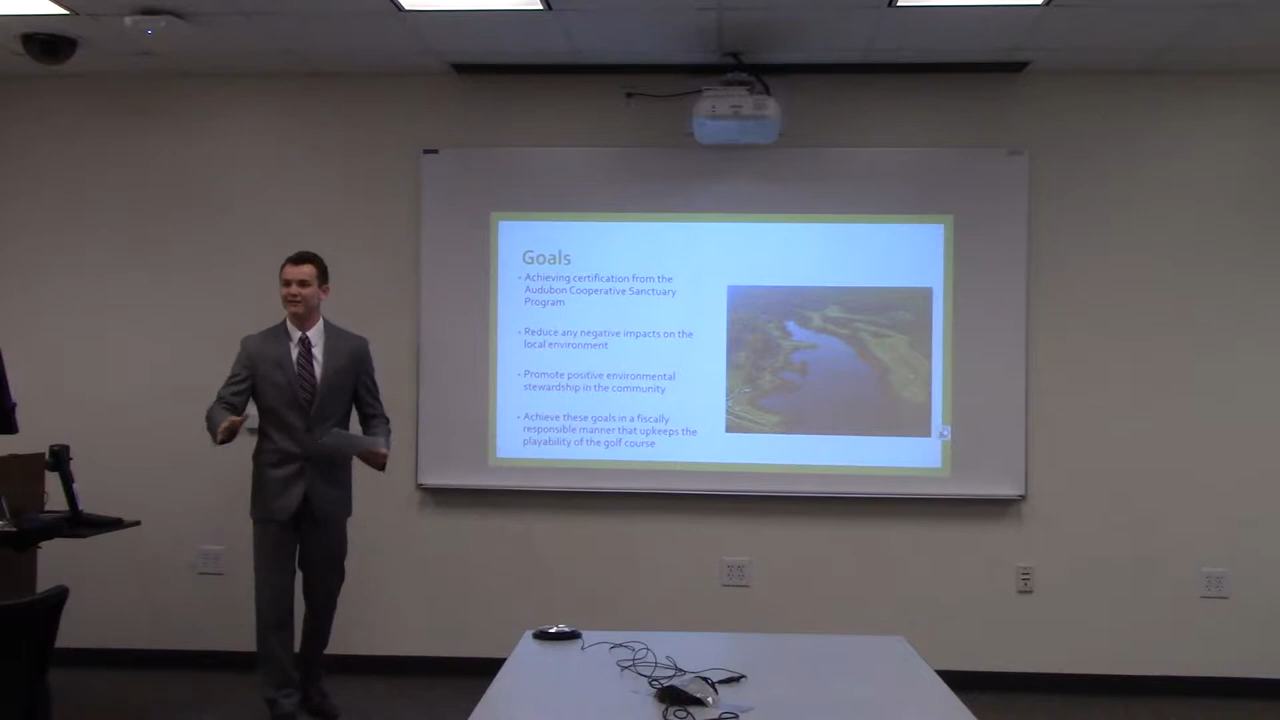 Goals
• Achieving certification from the
Audubon Cooperative Sanctuary
Program
• Reduce any negative impacts on the
local environment
• Promote positive environmental
stewardship in the community
• Achieve these goals in a fiscally
responsible manner that upkeeps the
playability of the golf course